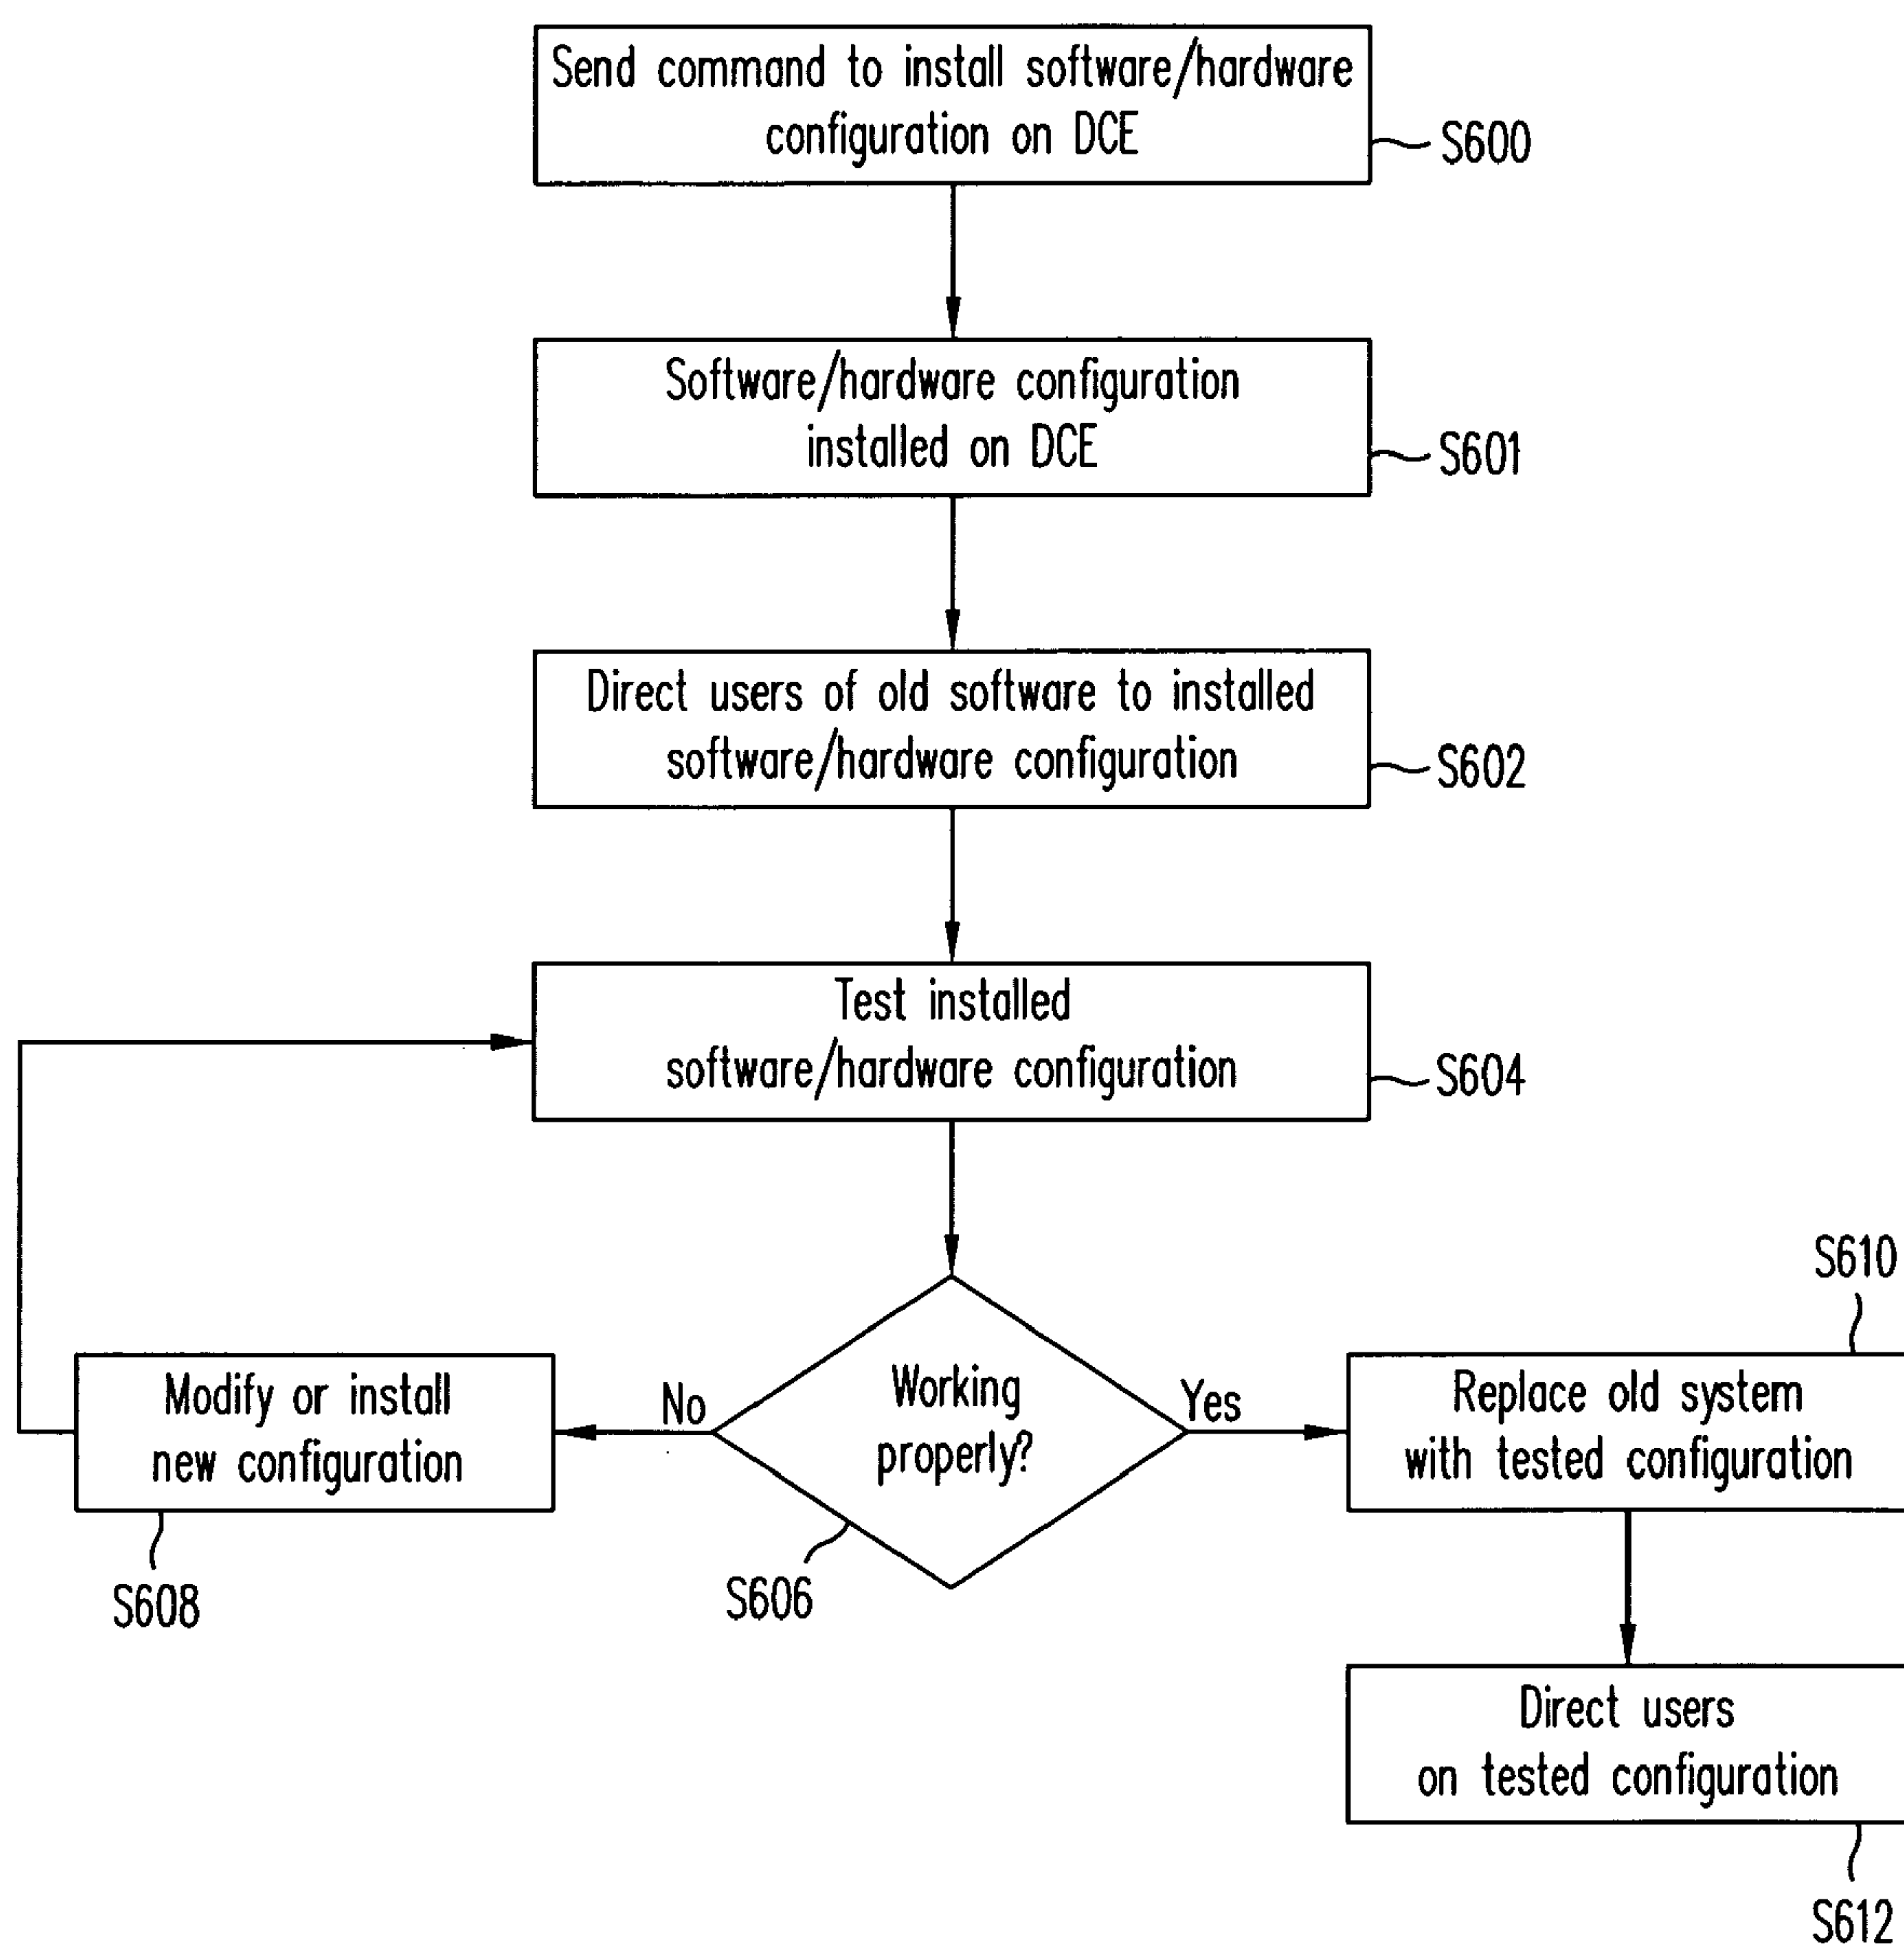 Send command to install software/hardware
configuration on DCE
S600
Software/hardware configuration
installed on DCE
S601
Direct users of old software to installed
software/hardware configuration
S602
Test installed
software/hardware configuration
S604
Working
properly?
S606
No
Yes
Modify or install
new configuration
S608
S610
Replace old system
with tested configuration
Direct users
on tested configuration
S612